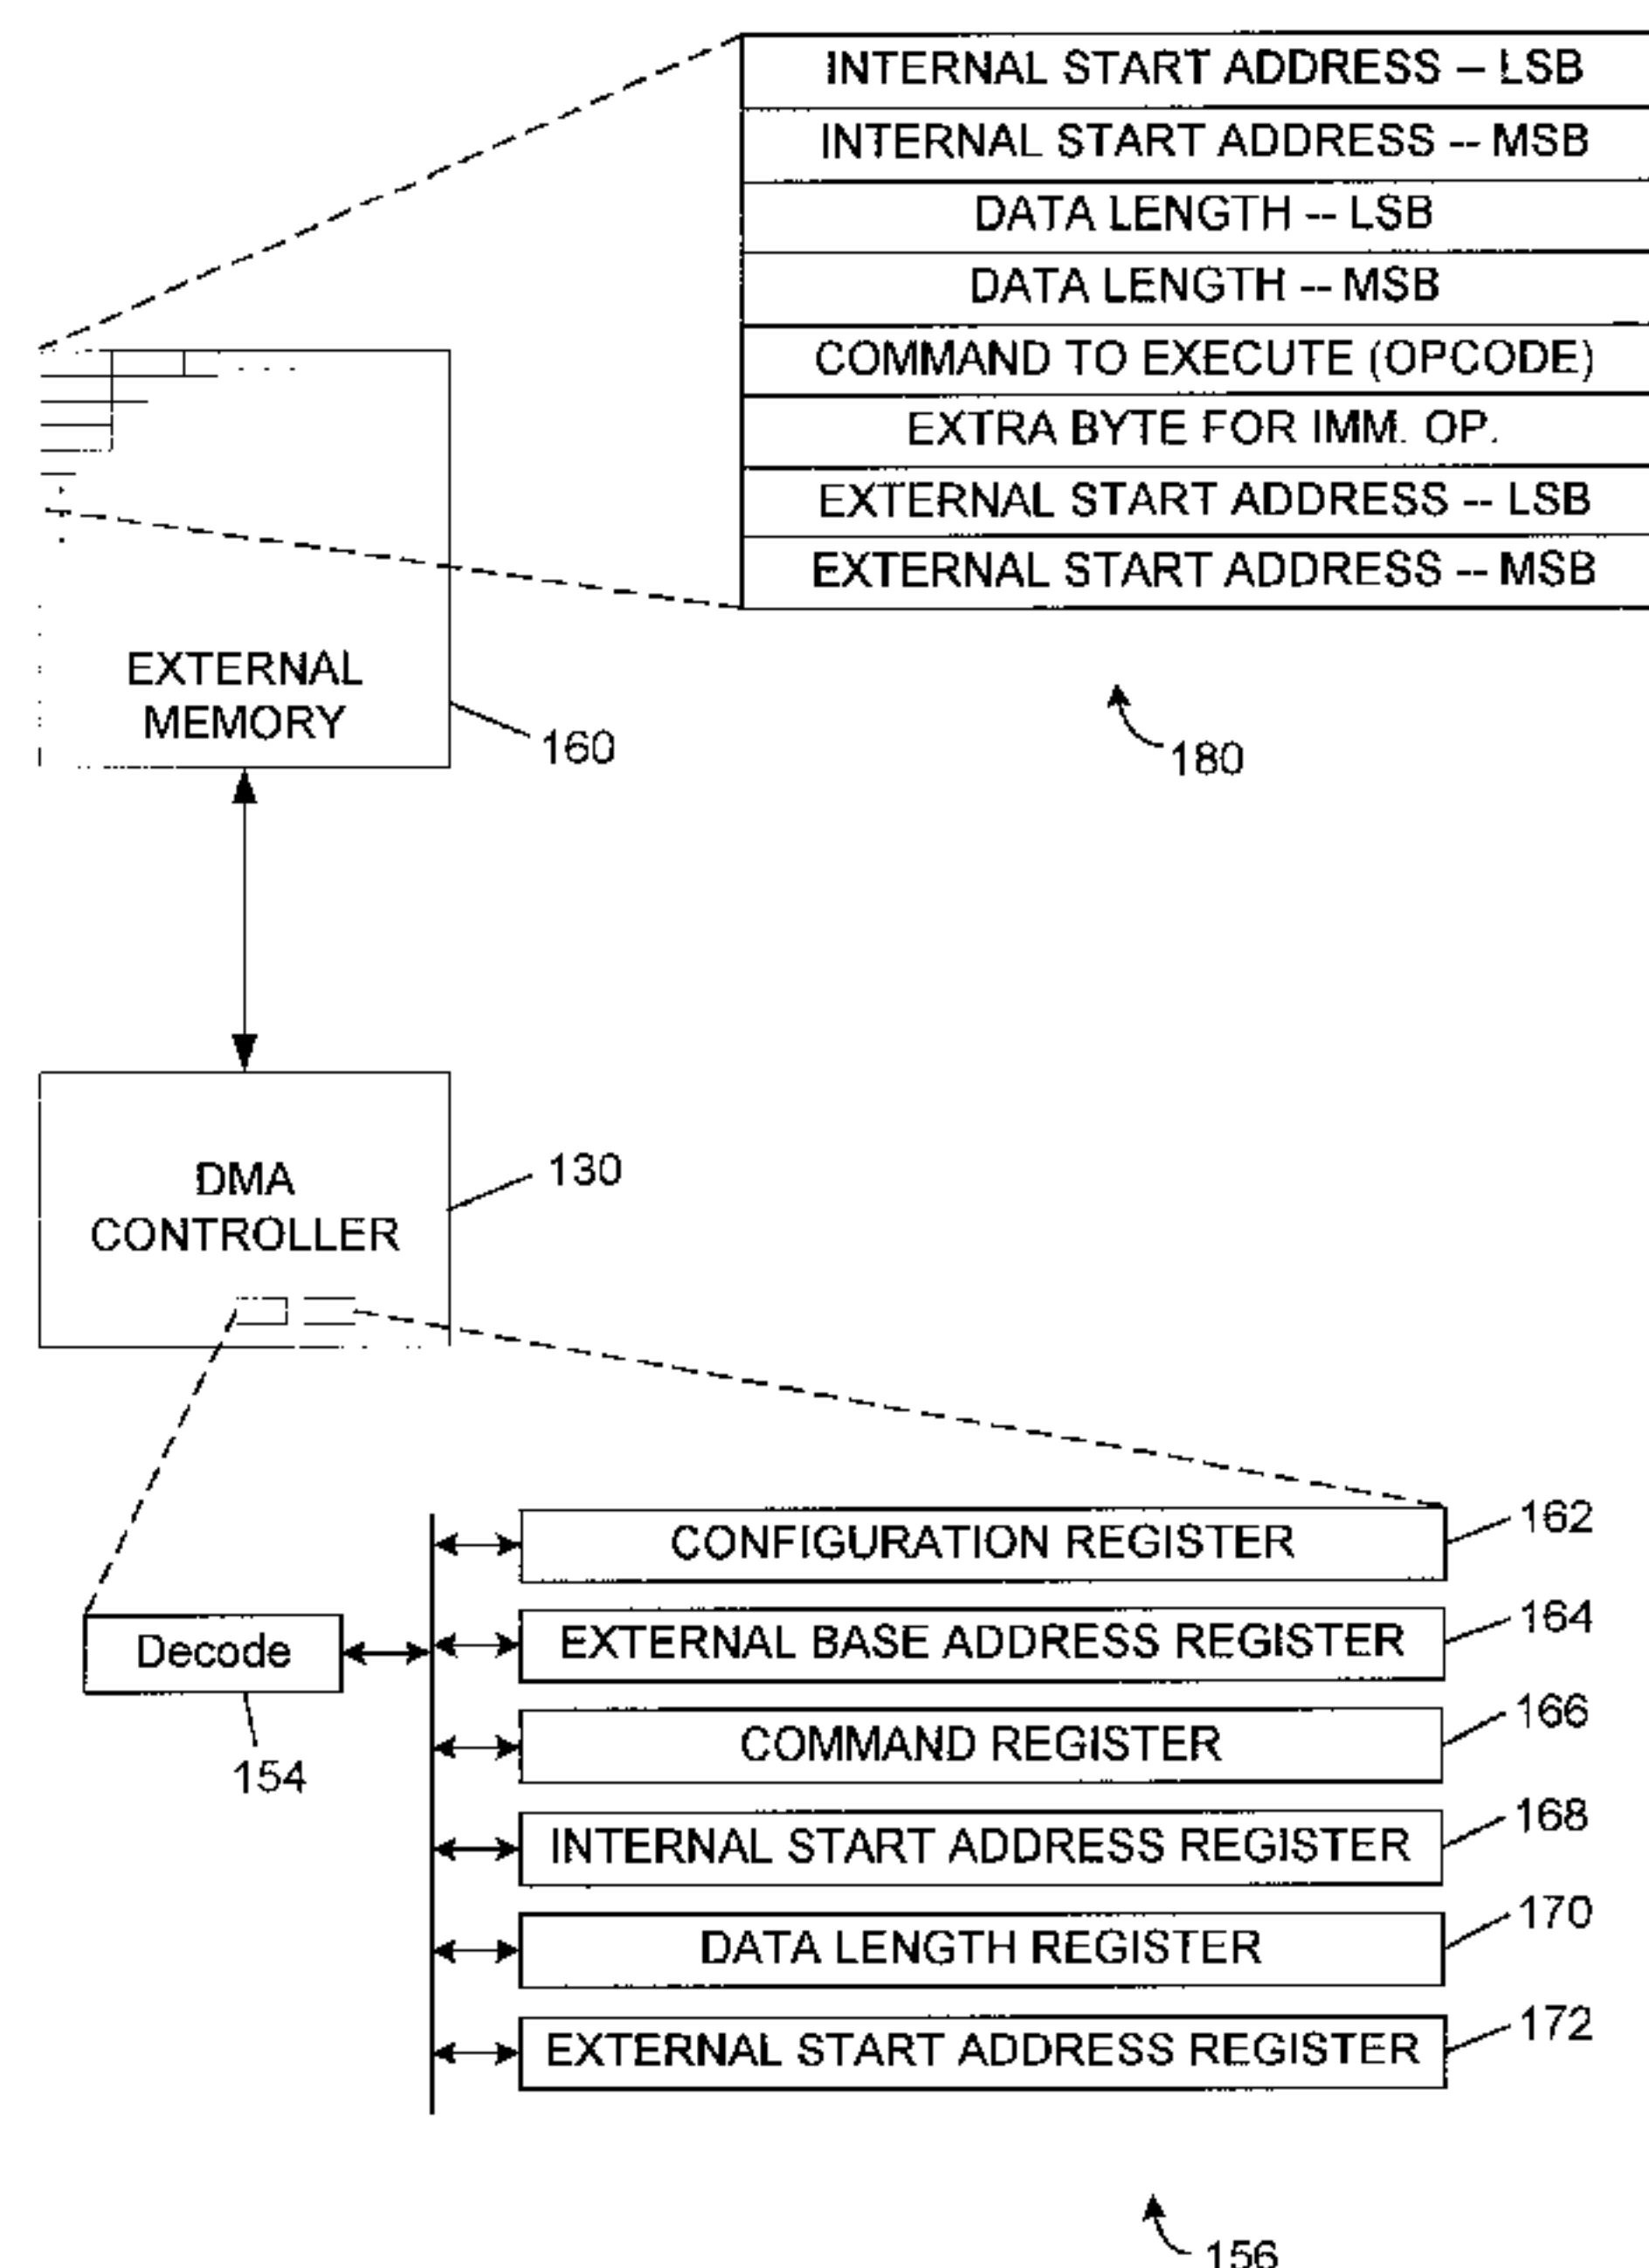 INTERNAL START ADDRESS – LSB
INTERNAL START ADDRESS -- MSB
DATA LENGTH -- LSB
DATA LENGTH -- MSB
COMMAND TO EXECUTE (OPCODE)
EXTRA BYTE FOR IMM. OP.
EXTERNAL START ADDRESS -- LSB
EXTERNAL START ADDRESS -- MSB
180
EXTERNAL
MEMORY
160
DMA
CONTROLLER
130
CONFIGURATION REGISTER
162
EXTERNAL BASE ADDRESS REGISTER
164
Decode
154
COMMAND REGISTER
166
INTERNAL START ADDRESS REGISTER
168
DATA LENGTH REGISTER
170
EXTERNAL START ADDRESS REGISTER
172
156